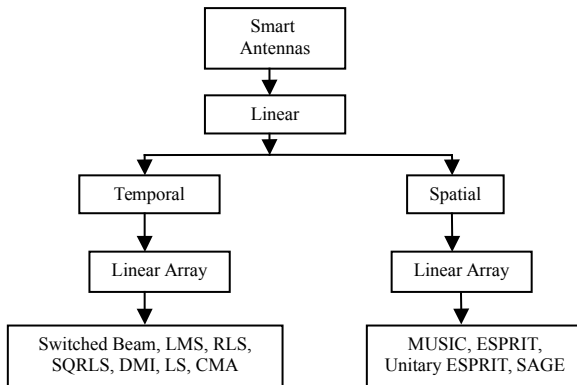 Smart
Antennas
Linear
Temporal
Spatial
Linear Array
Linear Array
Switched Beam, LMS, RLS,
SQRLS, DMI, LS, CMA
MUSIC, ESPRIT,
Unitary ESPRIT, SAGE